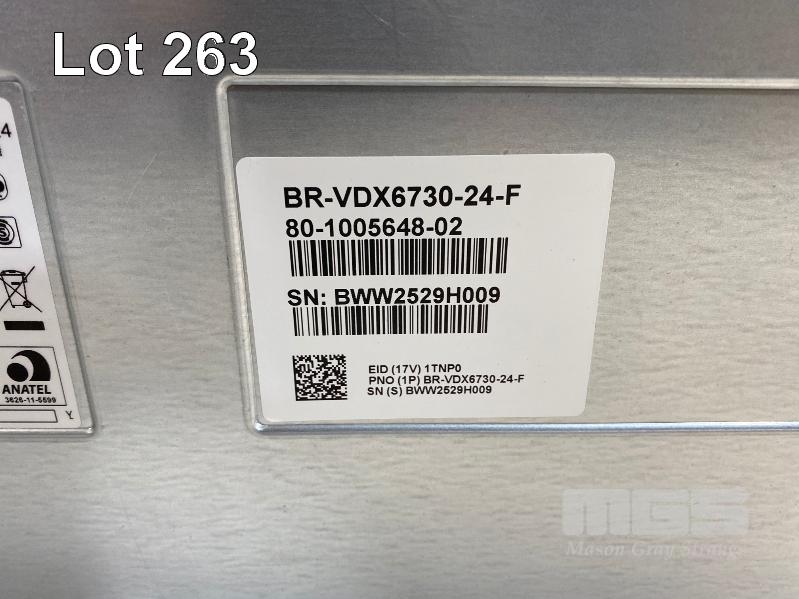 Lot 263
BR-VDX6730-24-F
80-1005648-02
SN: BWW2529H009
EID (17V) 1TNP0
PNO (1P) BR-VDX6730-24-F
SN (S) BWW2529H009
ANATEL
3626-11-5599
Y
MGS
Mason Gray Strange